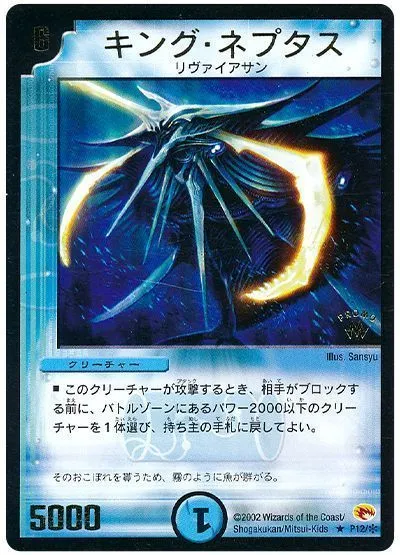 6
キング・ネプタス
リヴァイアサン
PROMO
Illus. Sansyu
クリーチャー
■ このクリーチャーが攻撃するとき、相手がブロックす
る前に、バトルゾーンにあるパワー2000以下のクリー
チャーを1体選び、持ち主の手札に戻してよい。
そのおこぼれを貰うため、霧のように魚が群がる。
5000
1
©2002 Wizards of the Coast/
Shogakukan/Mitsui-Kids ★ P12/✻